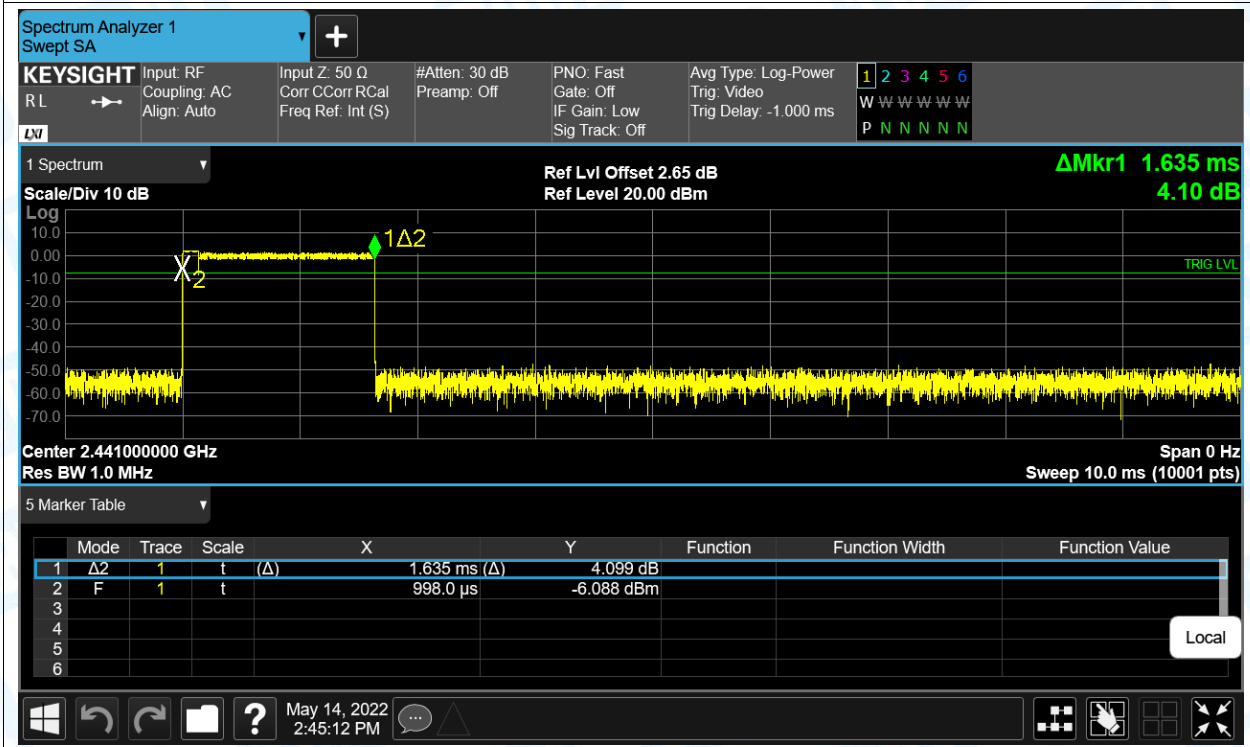 Spectrum Analyzer 1
Swept SA
KEYSIGHT
R L
LXI
Input: RF
Coupling: AC
Align: Auto
Input Z: 50 Ω
Corr CCorr RCal
Freq Ref: Int (S)
#Atten: 30 dB
Preamp: Off
PNO: Fast
Gate: Off
IF Gain: Low
Sig Track: Off
Avg Type: Log-Power
Trig: Video
Trig Delay: -1.000 ms
1 2 3 4 5 6
W W W W W W
P N N N N N
1 Spectrum
Scale/Div 10 dB
Ref Lvl Offset 2.65 dB
Ref Level 20.00 dBm
ΔMkr1 1.635 ms
4.10 dB
Log
10.0
0.00
-10.0
-20.0
-30.0
-40.0
-50.0
-60.0
-70.0
1Δ2
X
2
TRIG LVL
Center 2.441000000 GHz
Res BW 1.0 MHz
Span 0 Hz
Sweep 10.0 ms (10001 pts)
5 Marker Table
Mode Trace Scale X Y Function Function Width Function Value
1 Δ2 1 t (Δ) 1.635 ms (Δ) 4.099 dB
2 F 1 t 998.0 µs -6.088 dBm
3
4
5
6
Local
?
May 14, 2022
2:45:12 PM